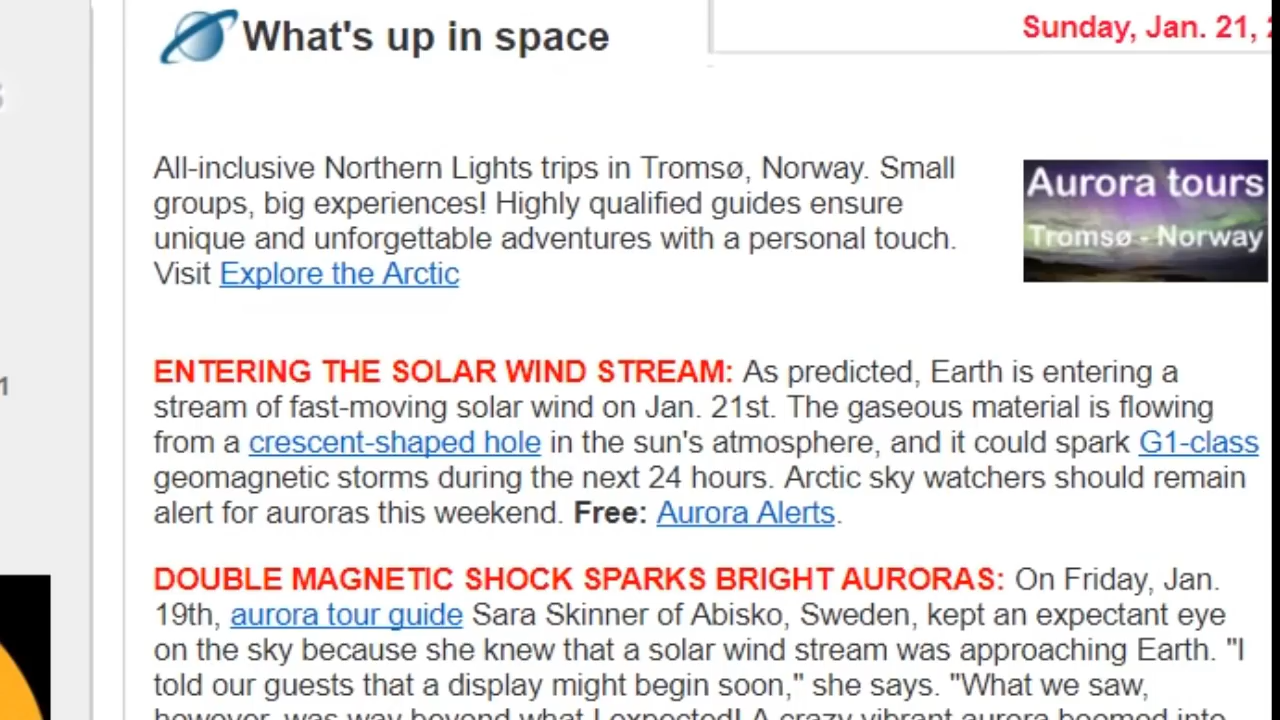 What's up in space
Sunday, Jan. 21,
All-inclusive Northern Lights trips in Tromsø, Norway. Small
groups, big experiences! Highly qualified guides ensure
unique and unforgettable adventures with a personal touch.
Visit Explore the Arctic
Aurora tours
Tromsø - Norway
ENTERING THE SOLAR WIND STREAM: As predicted, Earth is entering a
stream of fast-moving solar wind on Jan. 21st. The gaseous material is flowing
from a crescent-shaped hole in the sun's atmosphere, and it could spark G1-class
geomagnetic storms during the next 24 hours. Arctic sky watchers should remain
alert for auroras this weekend. Free: Aurora Alerts.
DOUBLE MAGNETIC SHOCK SPARKS BRIGHT AURORAS: On Friday, Jan.
19th, aurora tour guide Sara Skinner of Abisko, Sweden, kept an expectant eye
on the sky because she knew that a solar wind stream was approaching Earth. "I
told our guests that a display might begin soon," she says. "What we saw,
however, was way beyond what I expected! A crazy vibrant aurora boomed into
1